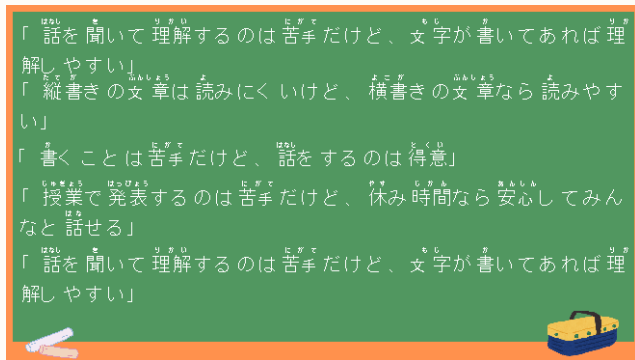 「話を聞いて理解するのは苦手だけど、文字が書いてあれば理
解しやすい」
「縦書きの文章は読みにくいけど、横書きの文章なら読みやす
い」
「書くことは苦手だけど、話をするのは得意」
「授業で発表するのは苦手だけど、休み時間なら安心してみん
なと話せる」
「話を聞いて理解するのは苦手だけど、文字が書いてあれば理
解しやすい」